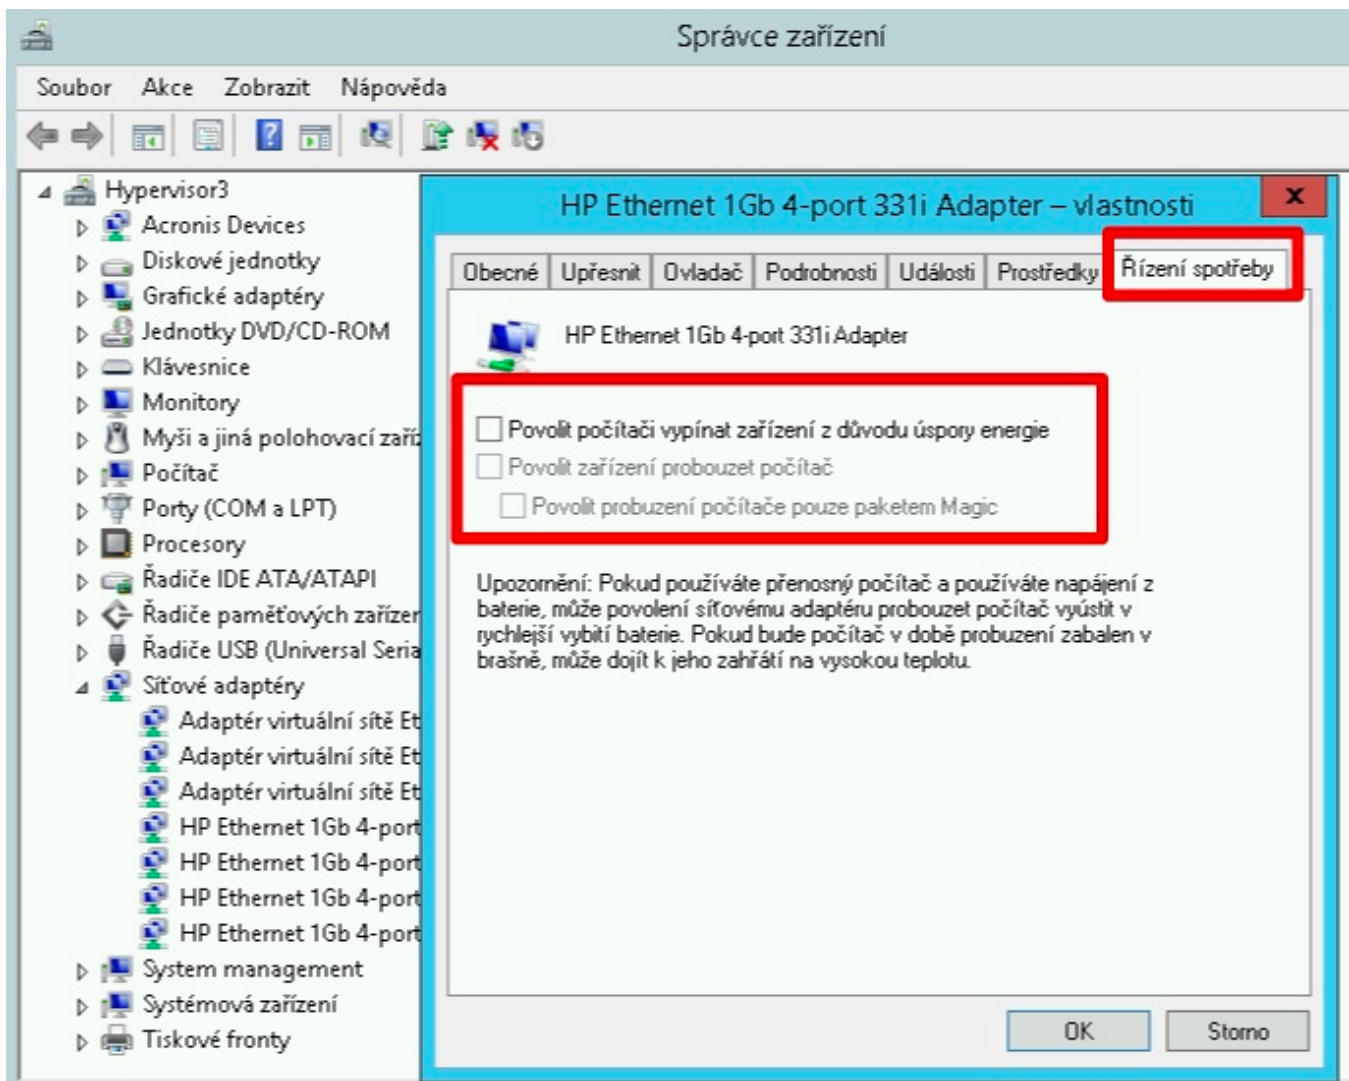 Správce zařízení
Soubor Akce Zobrazit Nápověda
Hypervisor3
Acronis Devices
Diskové jednotky
Grafické adaptéry
Jednotky DVD/CD-ROM
Klávesnice
Monitory
Myši a jiná polohovací zaříz
Počítač
Porty (COM a LPT)
Procesory
Řadiče IDE ATA/ATAPI
Řadiče paměťových zařízer
Řadiče USB (Universal Seria
Síťové adaptéry
Adaptér virtuální sítě Et
Adaptér virtuální sítě Et
Adaptér virtuální sítě Et
HP Ethernet 1Gb 4-port
HP Ethernet 1Gb 4-port
HP Ethernet 1Gb 4-port
HP Ethernet 1Gb 4-port
System management
Systémová zařízení
Tiskové fronty
HP Ethernet 1Gb 4-port 331i Adapter – vlastnosti
x
Obecné Upřesnit Ovladač Podrobnosti Události Prostředky Řízení spotřeby
HP Ethernet 1Gb 4-port 331i Adapter
Povolit počítači vypínat zařízení z důvodu úspory energie
Povolit zařízení probouzet počítač
Povolit probuzení počítače pouze paketem Magic
Upozornění: Pokud používáte přenosný počítač a používáte napájení z
baterie, může povolení síťovému adaptéru probouzet počítač vyústit v
rychlejší vybití baterie. Pokud bude počítač v době probuzení zabalen v
brašně, může dojít k jeho zahřátí na vysokou teplotu.
OK Storno